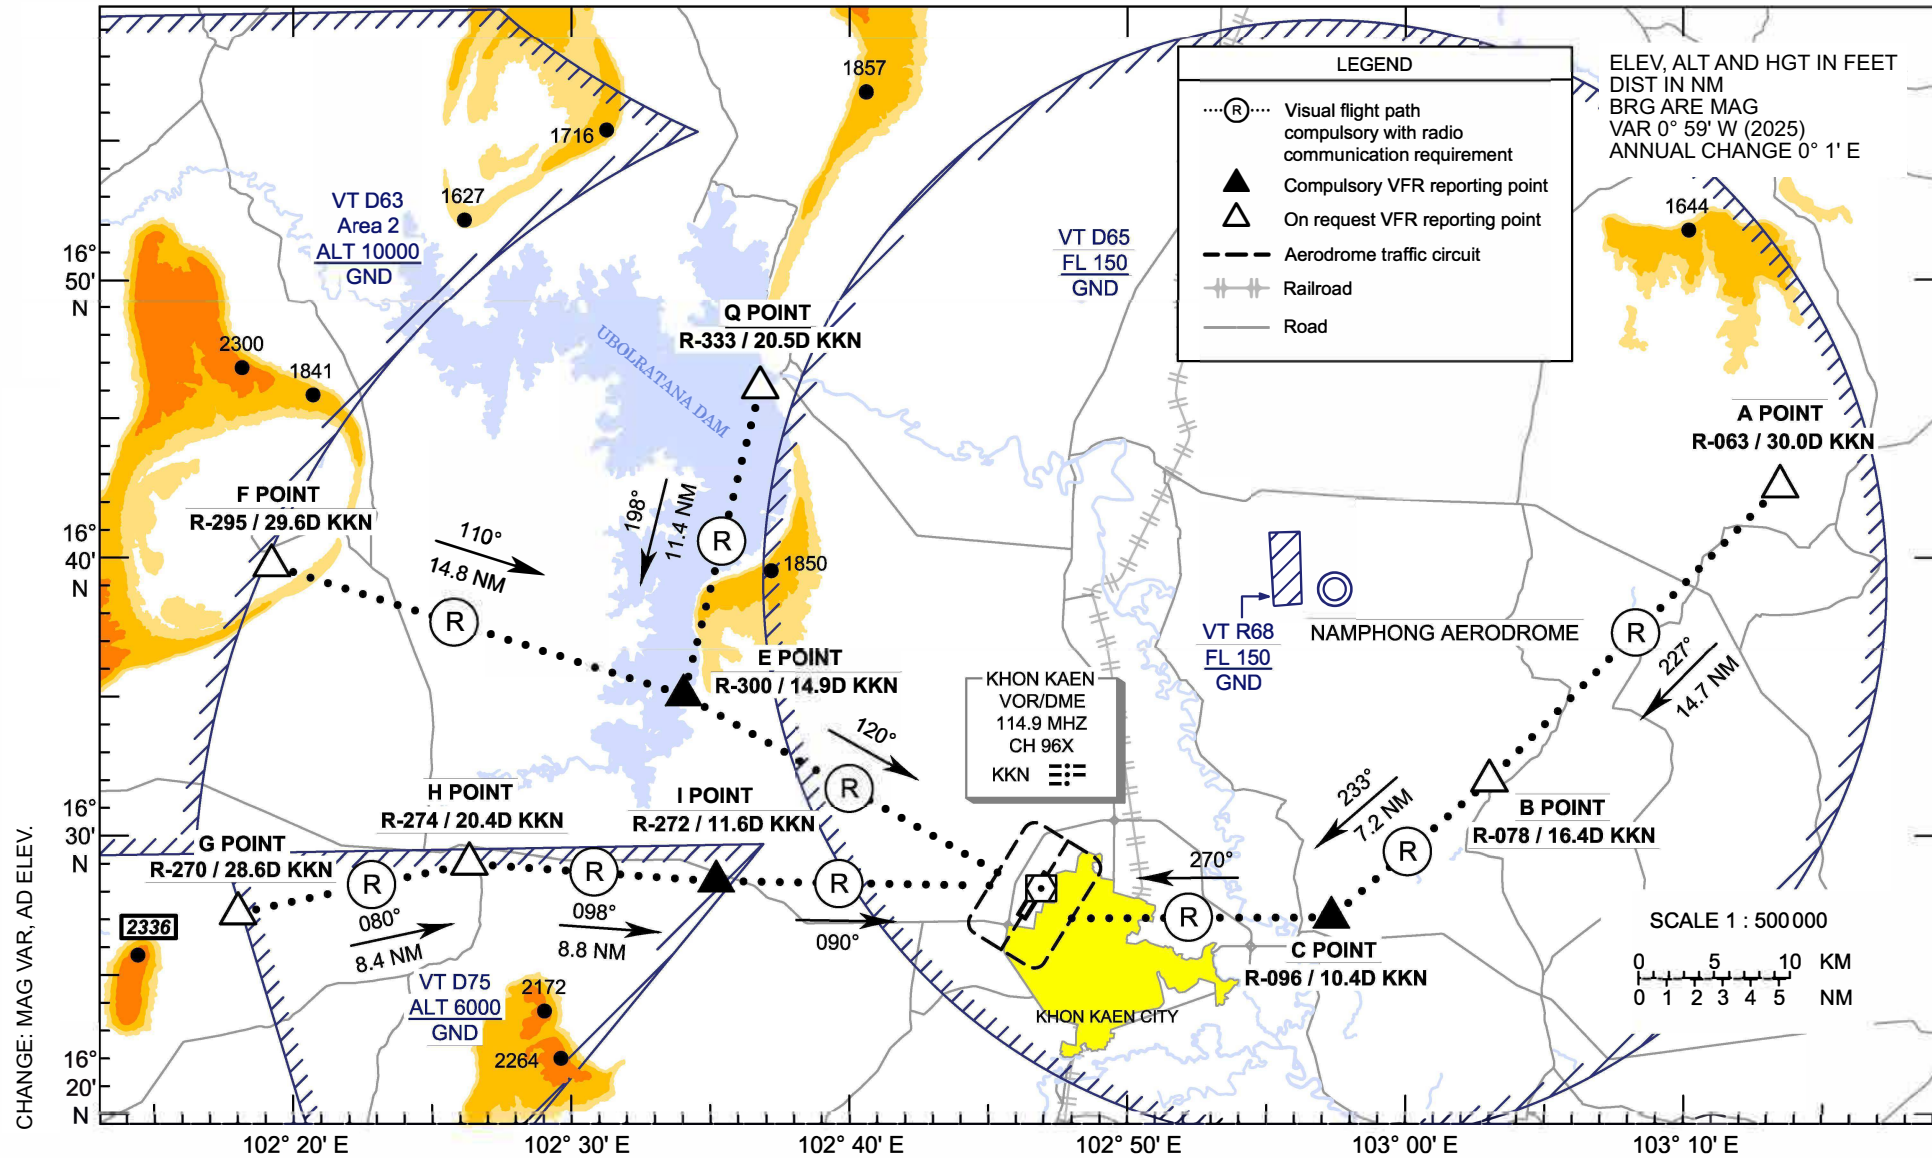 LEGEND
R
Visual flight path
compulsory with radio
communication requirement
Compulsory VFR reporting point
On request VFR reporting point
Aerodrome traffic circuit
Railroad
Road
ELEV, ALT AND HGT IN FEET
DIST IN NM
BRG ARE MAG
VAR 0° 59' W (2025)
ANNUAL CHANGE 0° 1' E
1857
1716
1627
1644
VT D63
Area 2
ALT 10000
GND
VT D65
FL 150
GND
16°
50'
N
2300
1841
Q POINT
R-333 / 20.5D KKN
UBOLRATANA DAM
A POINT
R-063 / 30.0D KKN
F POINT
R-295 / 29.6D KKN
110°
14.8 NM
198°
11.4 NM
R
R
16°
40'
N
1850
VT R68
FL 150
GND
NAMPHONG AERODROME
R
227°
14.7 NM
E POINT
R-300 / 14.9D KKN
120°
R
KHON KAEN
VOR/DME
114.9 MHZ
CH 96X
KKN
233°
7.2 NM
R
B POINT
R-078 / 16.4D KKN
16°
30'
N
H POINT
R-274 / 20.4D KKN
I POINT
R-272 / 11.6D KKN
G POINT
R-270 / 28.6D KKN
R
R
R
080°
8.4 NM
098°
8.8 NM
090°
270°
R
C POINT
R-096 / 10.4D KKN
2336
VT D75
ALT 6000
GND
2172
2264
KHON KAEN CITY
SCALE 1 : 500 000
0 5 10 KM
0 1 2 3 4 5 NM
16°
20'
N
102° 20' E
102° 30' E
102° 40' E
102° 50' E
103° 00' E
103° 10' E
CHANGE: MAG VAR, AD ELEV.